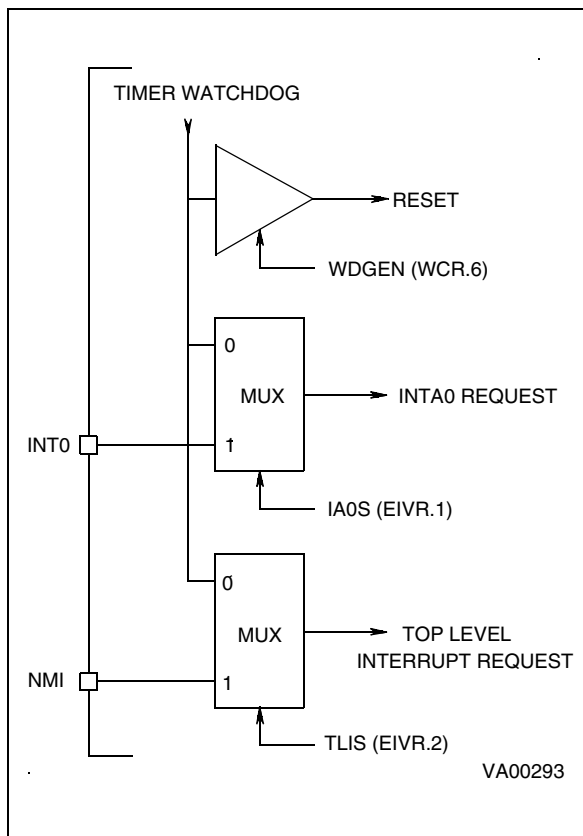 TIMER WATCHDOG
RESET
WDGEN (WCR.6)
0
MUX
INTA0 REQUEST
INT0
1
IA0S (EIVR.1)
0
MUX
TOP LEVEL
INTERRUPT REQUEST
NMI
1
TLIS (EIVR.2)
VA00293